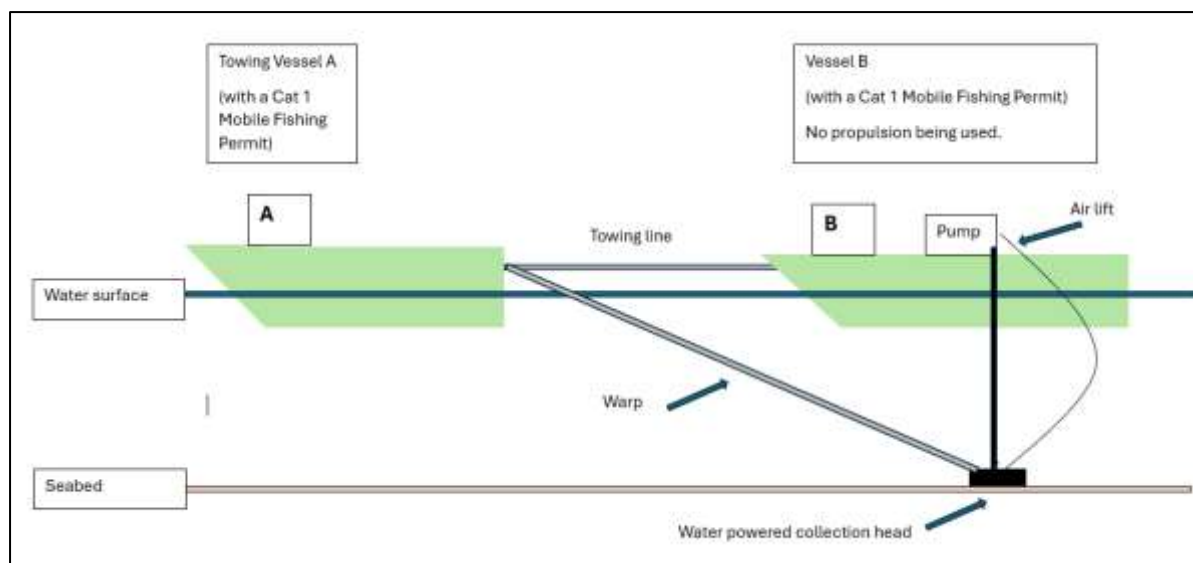 Towing Vessel A
(with a Cat 1
Mobile Fishing
Permit)
Vessel B
(with a Cat 1 Mobile Fishing Permit)
No propulsion being used.
A
B
Pump
Air lift
Towing line
Water surface
Warp
Seabed
Water powered collection head